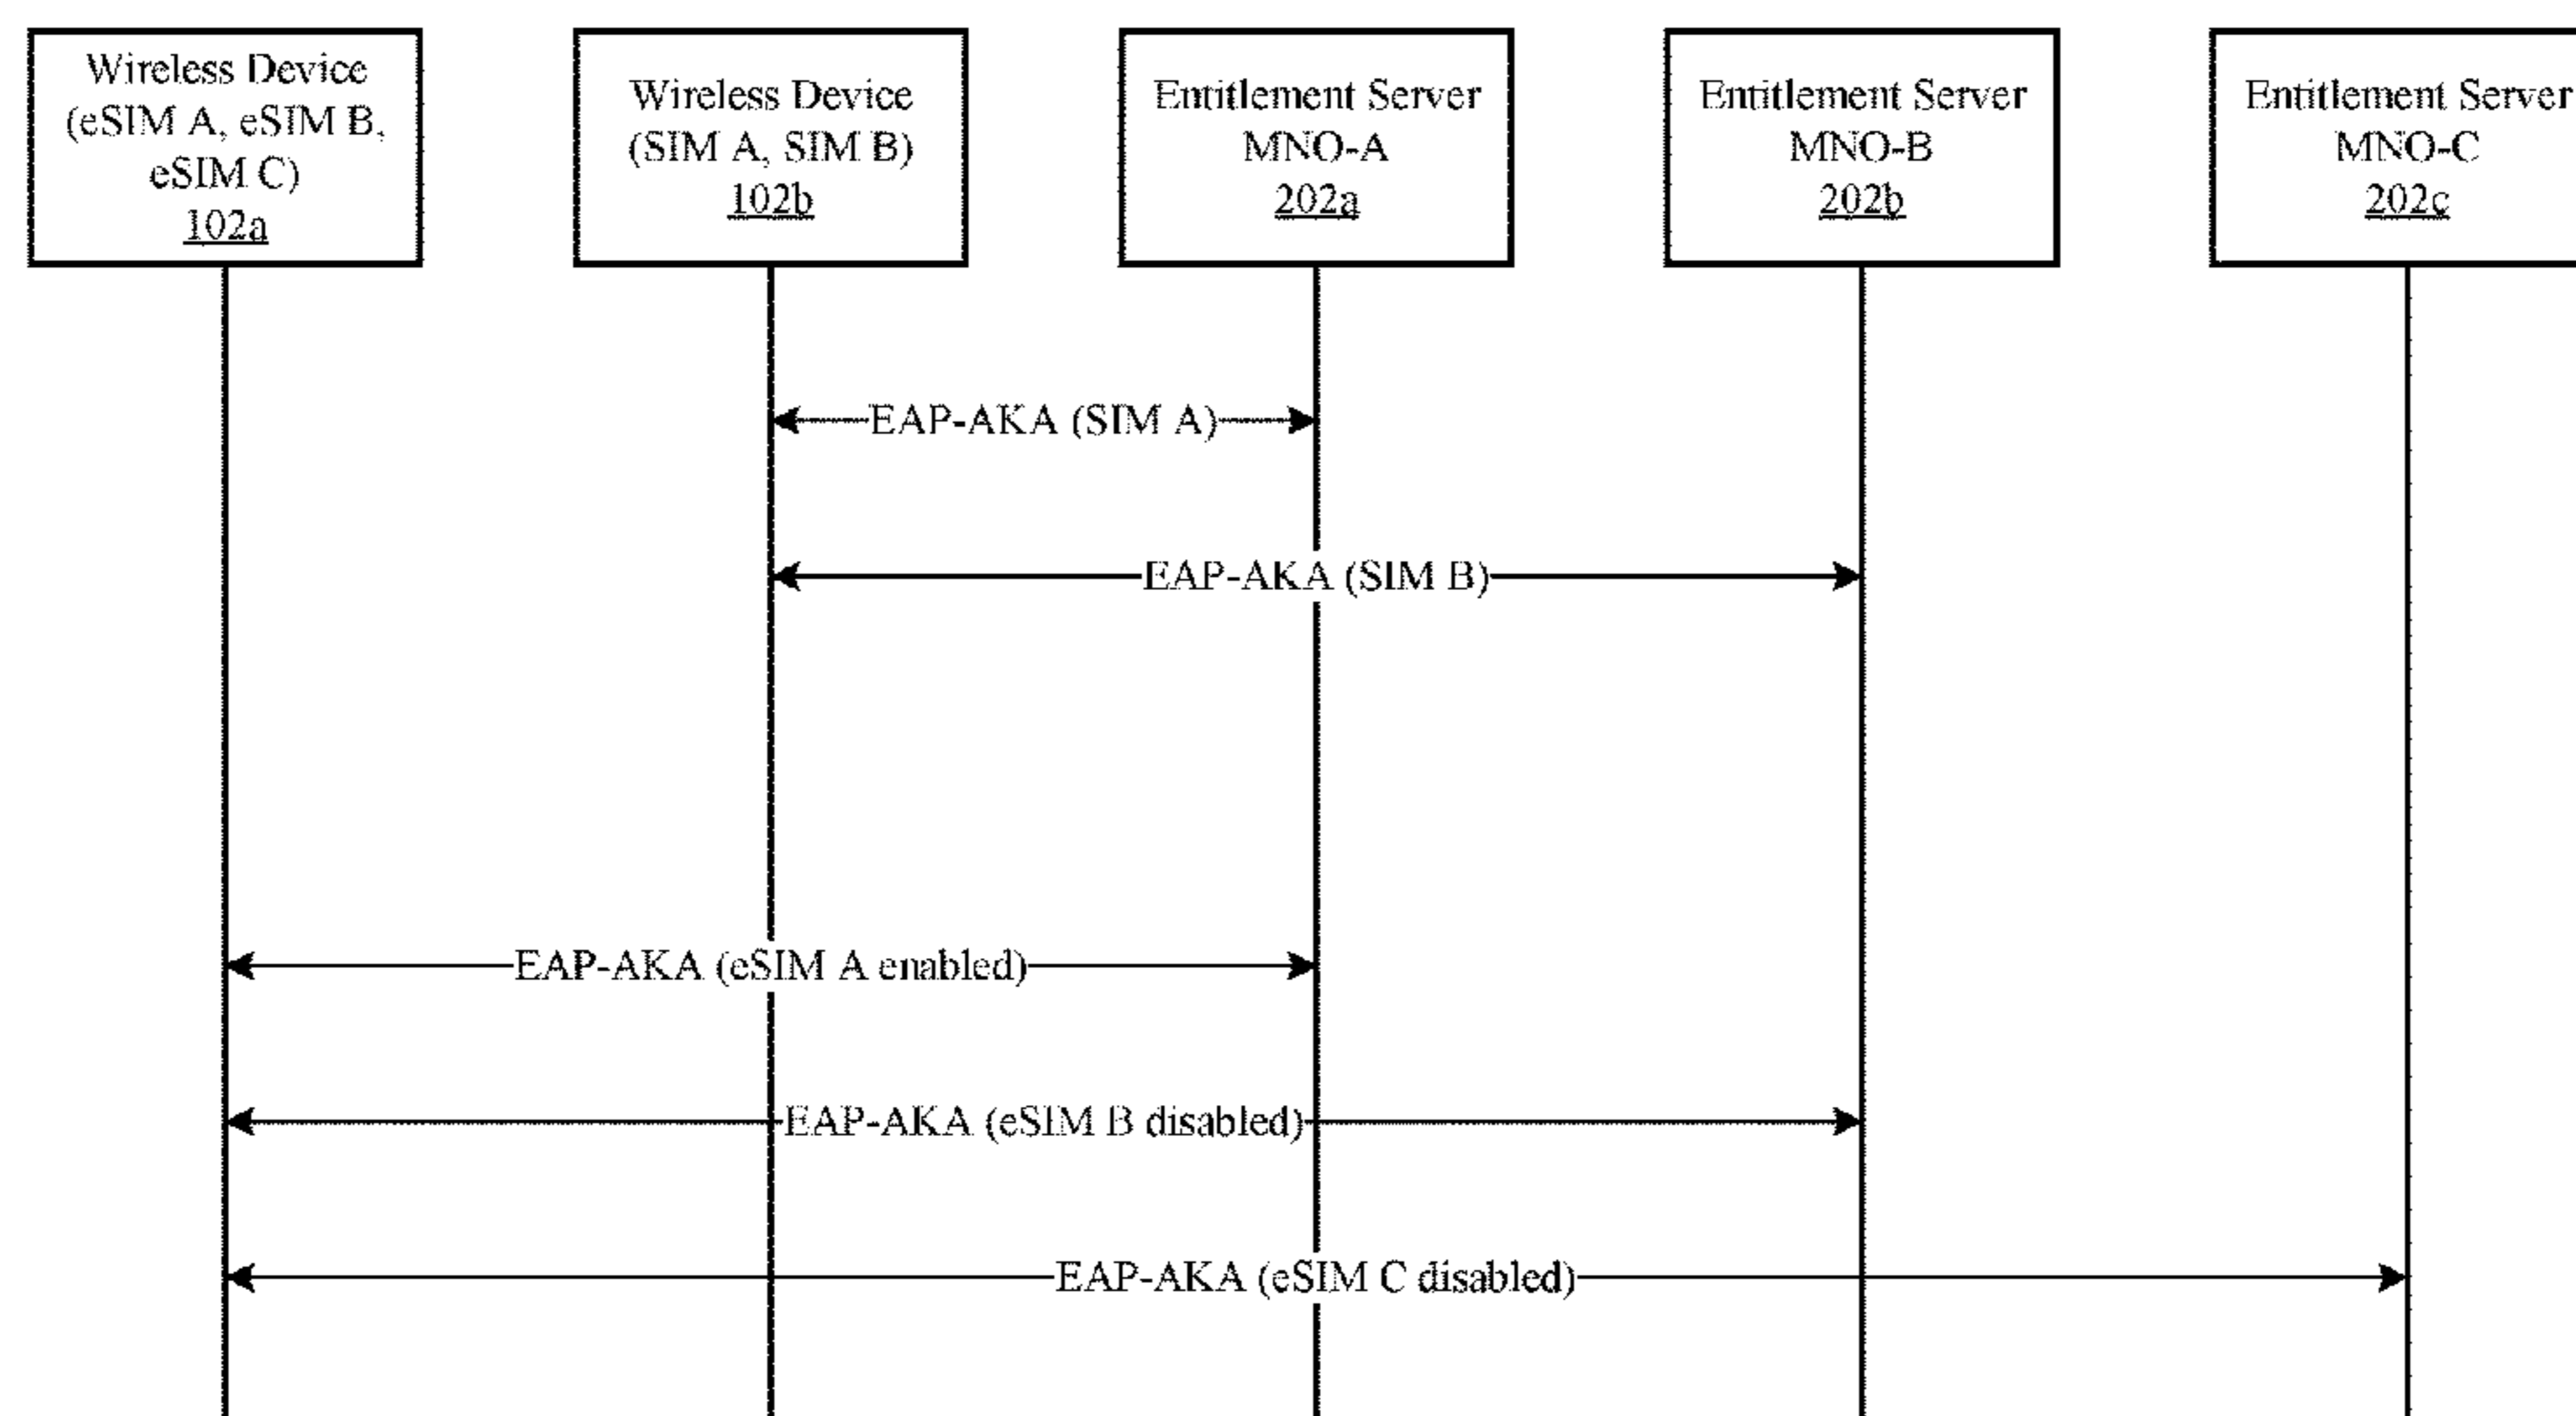 Wireless Device
(eSIM A, eSIM B,
eSIM C)
102a
Wireless Device
(SIM A, SIM B)
102b
Entitlement Server
MNO-A
202a
Entitlement Server
MNO-B
202b
Entitlement Server
MNO-C
202c
EAP-AKA (SIM A)
EAP-AKA (SIM B)
EAP-AKA (eSIM A enabled)
EAP-AKA (eSIM B disabled)
EAP-AKA (eSIM C disabled)